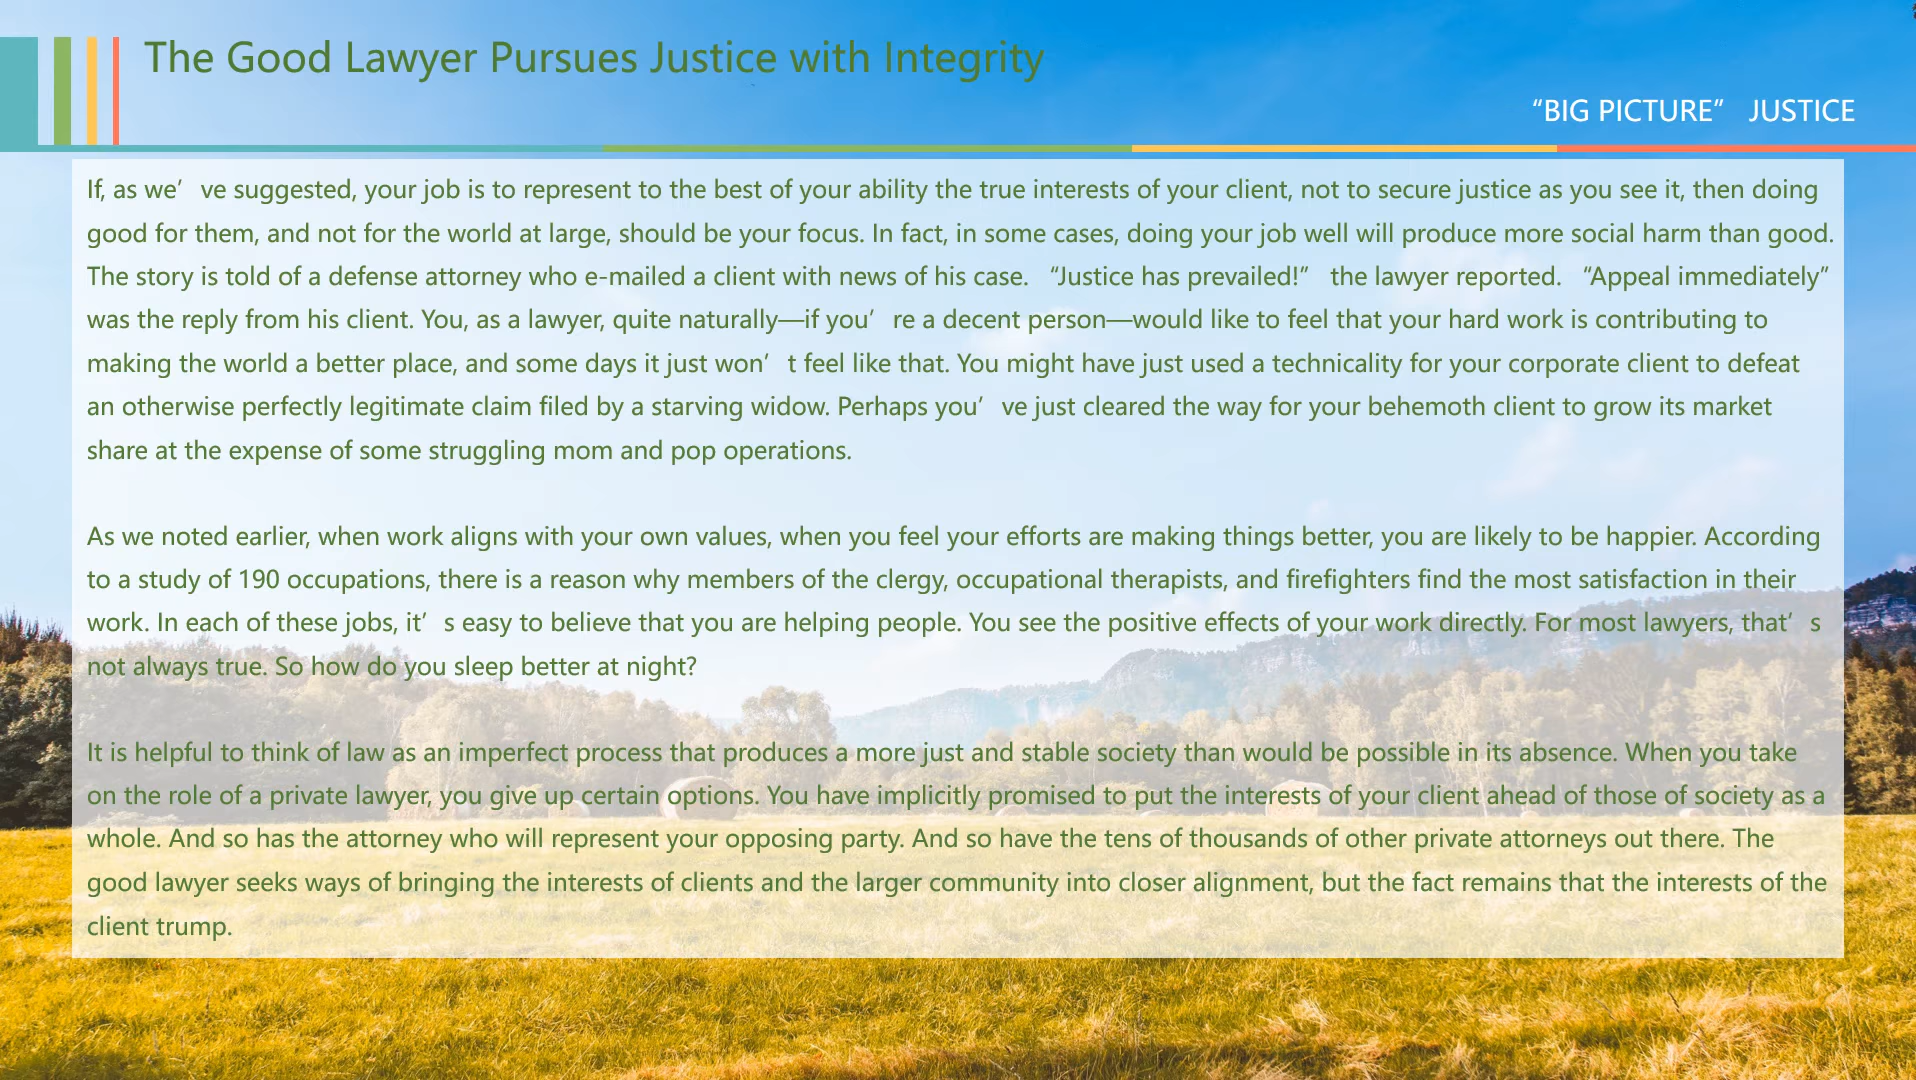 The Good Lawyer Pursues Justice with Integrity
“BIG PICTURE” JUSTICE
If, as we’ve suggested, your job is to represent to the best of your ability the true interests of your client, not to secure justice as you see it, then doing
good for them, and not for the world at large, should be your focus. In fact, in some cases, doing your job well will produce more social harm than good.
The story is told of a defense attorney who e-mailed a client with news of his case. “Justice has prevailed!” the lawyer reported. “Appeal immediately”
was the reply from his client. You, as a lawyer, quite naturally—if you’re a decent person—would like to feel that your hard work is contributing to
making the world a better place, and some days it just won’t feel like that. You might have just used a technicality for your corporate client to defeat
an otherwise perfectly legitimate claim filed by a starving widow. Perhaps you’ve just cleared the way for your behemoth client to grow its market
share at the expense of some struggling mom and pop operations.
As we noted earlier, when work aligns with your own values, when you feel your efforts are making things better, you are likely to be happier. According
to a study of 190 occupations, there is a reason why members of the clergy, occupational therapists, and firefighters find the most satisfaction in their
work. In each of these jobs, it’s easy to believe that you are helping people. You see the positive effects of your work directly. For most lawyers, that’s
not always true. So how do you sleep better at night?
It is helpful to think of law as an imperfect process that produces a more just and stable society than would be possible in its absence. When you take
on the role of a private lawyer, you give up certain options. You have implicitly promised to put the interests of your client ahead of those of society as a
whole. And so has the attorney who will represent your opposing party. And so have the tens of thousands of other private attorneys out there. The
good lawyer seeks ways of bringing the interests of clients and the larger community into closer alignment, but the fact remains that the interests of the
client trump.